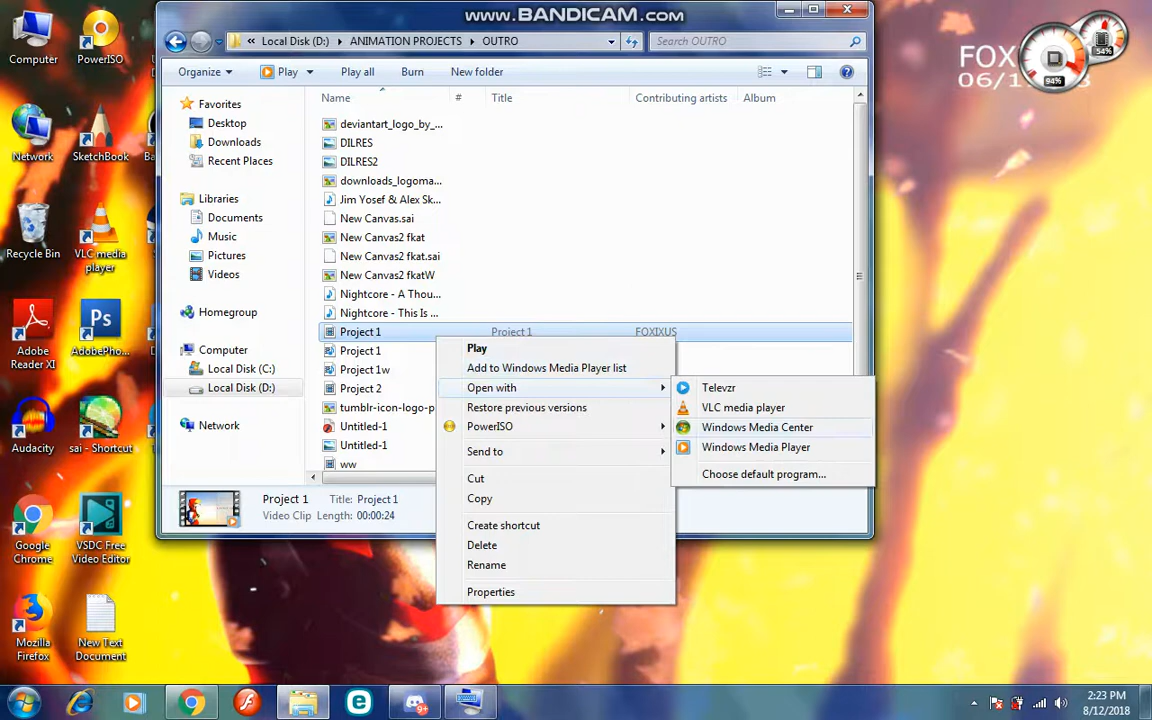 www.BANDICAM.com
« Local Disk (D:) ▸ ANIMATION PROJECTS ▸ OUTRO
Search OUTRO
Organize
Play
Play all
Burn
New folder
Name
#
Title
Contributing artists
Album
Favorites
Desktop
Downloads
Recent Places
Libraries
Documents
Music
Pictures
Videos
Homegroup
Computer
Local Disk (C:)
Local Disk (D:)
Network
deviantart_logo_by_...
DILRES
DILRES2
downloads_logoma...
Jim Yosef & Alex Sk...
New Canvas.sai
New Canvas2 fkat
New Canvas2 fkat.sai
New Canvas2 fkatW
Nightcore - A Thou...
Nightcore - This Is ...
Project 1
Project 1
FOXIXUS
Project 1
Project 1w
Project 2
tumblr-icon-logo-p
Untitled-1
Untitled-1
ww
Play
Add to Windows Media Player list
Open with
Restore previous versions
PowerISO
Send to
Cut
Copy
Create shortcut
Delete
Rename
Properties
Televzr
VLC media player
Windows Media Center
Windows Media Player
Choose default program...
Project 1
Title: Project 1
Video Clip
Length: 00:00:24
Computer
PowerISO
Network
SketchBook
Recycle Bin
VLC media
player
Adobe
Reader XI
Ps
AdobePho...
Audacity
sai - Shortcut
Google
Chrome
VSDC Free
Video Editor
Mozilla
Firefox
New Text
Document
FOX
06/1
94%
54%
2:23 PM
8/12/2018